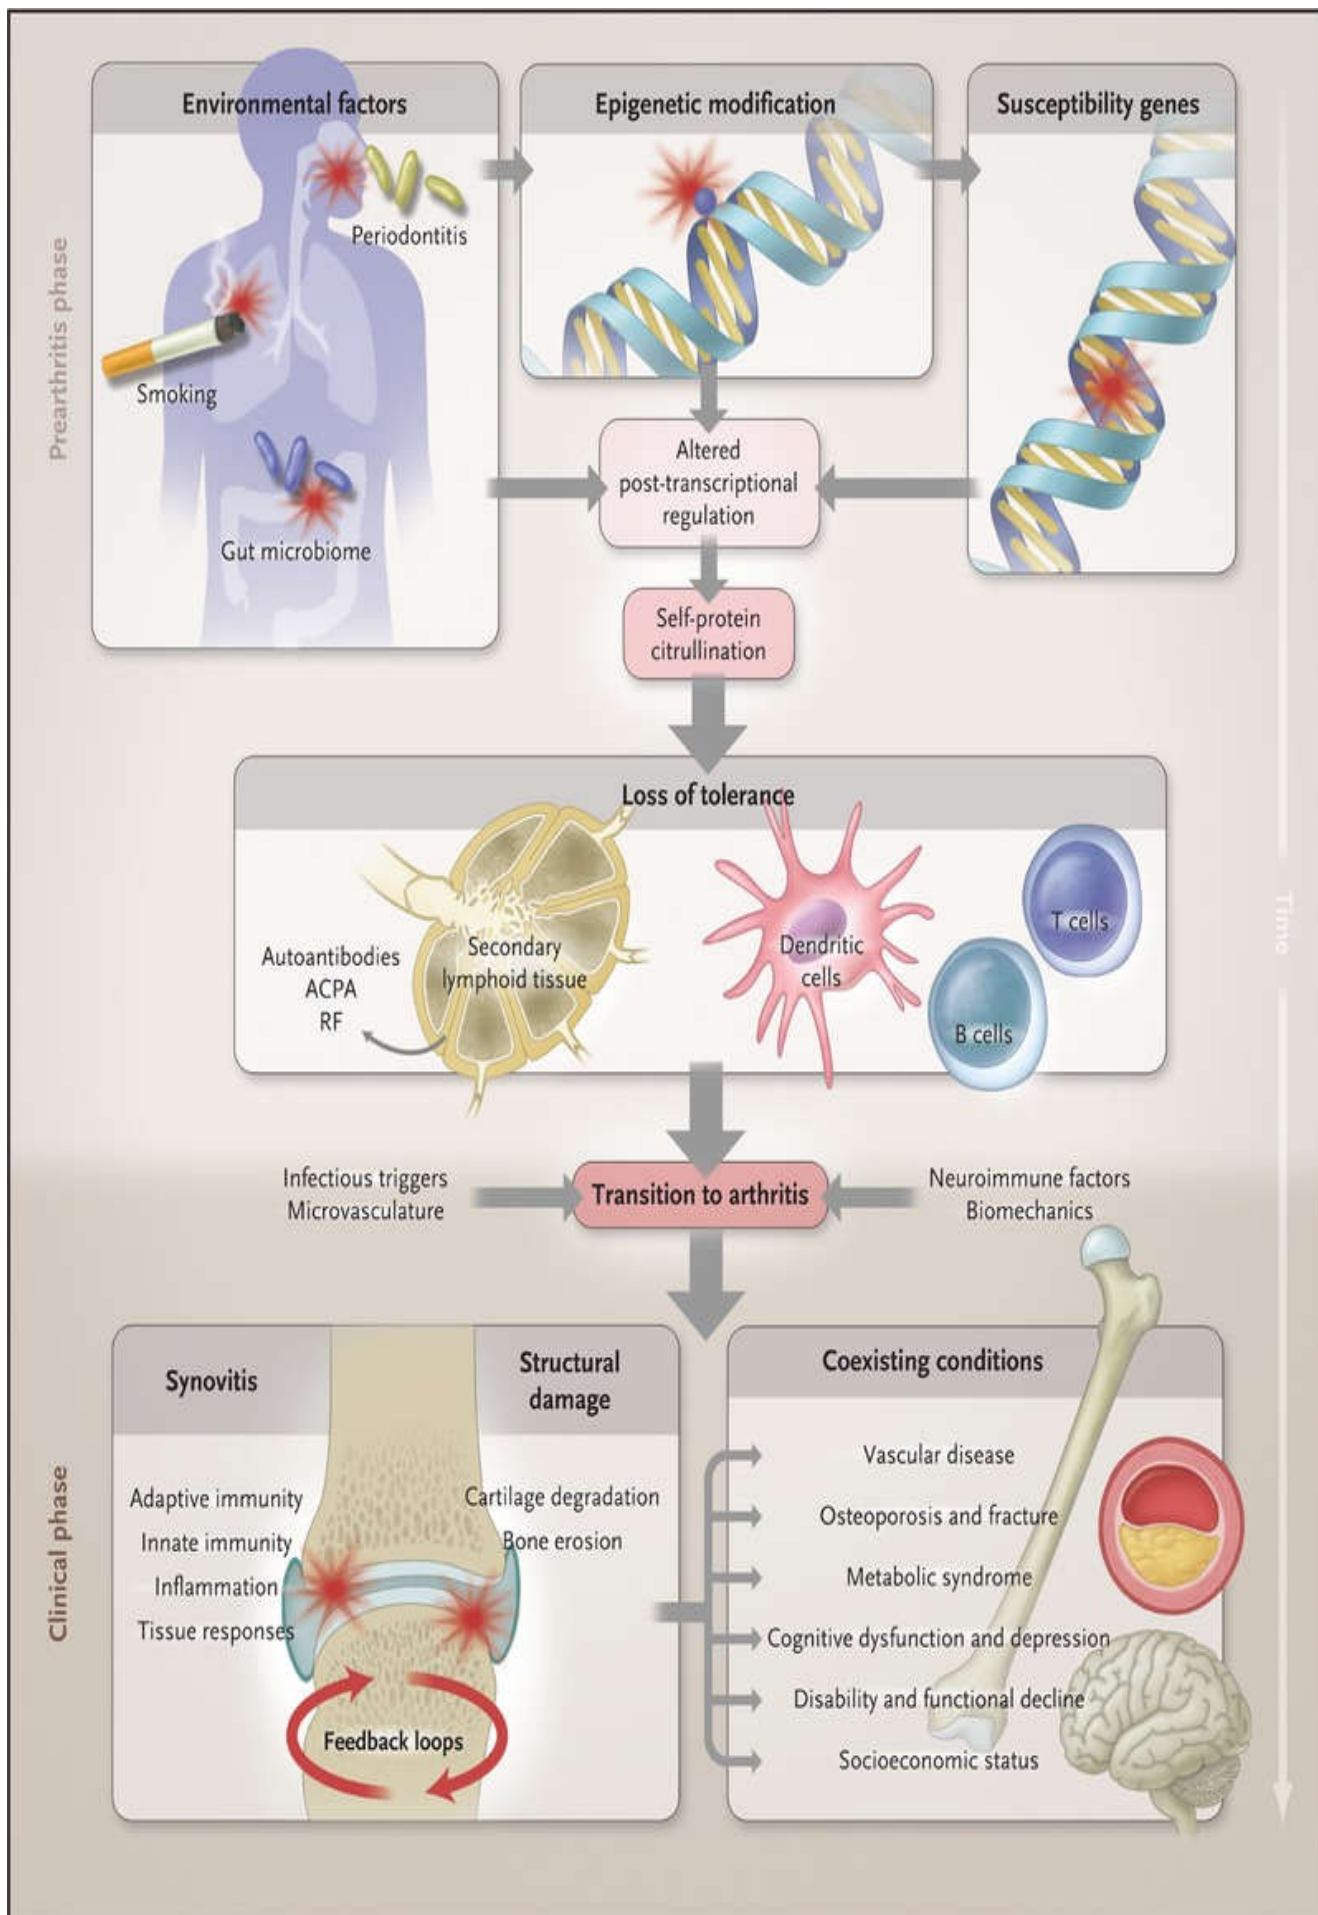 Environmental factors
Epigenetic modification
Susceptibility genes
Prearthritis phase
Periodontitis
Smoking
Gut microbiome
Altered
post-transcriptional
regulation
Self-protein
citrullination
Loss of tolerance
Autoantibodies
ACPA
RF
Secondary
lymphoid tissue
Dendritic
cells
T cells
B cells
Time
Infectious triggers
Microvasculature
Transition to arthritis
Neuroimmune factors
Biomechanics
Clinical phase
Synovitis
Structural
damage
Adaptive immunity
Innate immunity
Inflammation
Tissue responses
Cartilage degradation
Bone erosion
Feedback loops
Coexisting conditions
Vascular disease
Osteoporosis and fracture
Metabolic syndrome
Cognitive dysfunction and depression
Disability and functional decline
Socioeconomic status